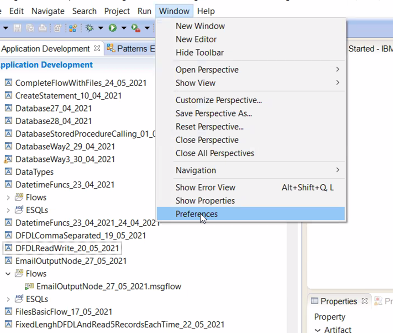 e Edit Navigate Search Project Run Window Help
Application Development
Patterns E
Started - IBM
pplication Development
CompleteFlowWithFiles_24_05_2021
CreateStatement_10_04_2021
Database27_04_2021
Database28_04_2021
DatabaseStoredProcedureCalling_01_0
DatabaseWay2_29_04_2021
DatabaseWay3_30_04_2021
DataTypes
DatetimeFuncs_23_04_2021
Flows
ESQLs
DatetimeFuncs_23_04_2021_24_04_2021
DFDLCommaSeparated_19_05_2021
DFDLReadWrite_20_05_2021
EmailOutputNode_27_05_2021
Flows
EmailOutputNode_27_05_2021.msgflow
ESQLs
FilesBasicFlow_17_05_2021
FixedLenghDFDLAndRead5RecordsEachTime_22_05_2021
New Window
New Editor
Hide Toolbar
Open Perspective
Show View
Customize Perspective...
Save Perspective As...
Reset Perspective...
Close Perspective
Close All Perspectives
Navigation
Show Error View Alt+Shift+Q, L
Show Properties
Preferences
Properties
Pr
Property
Artifact